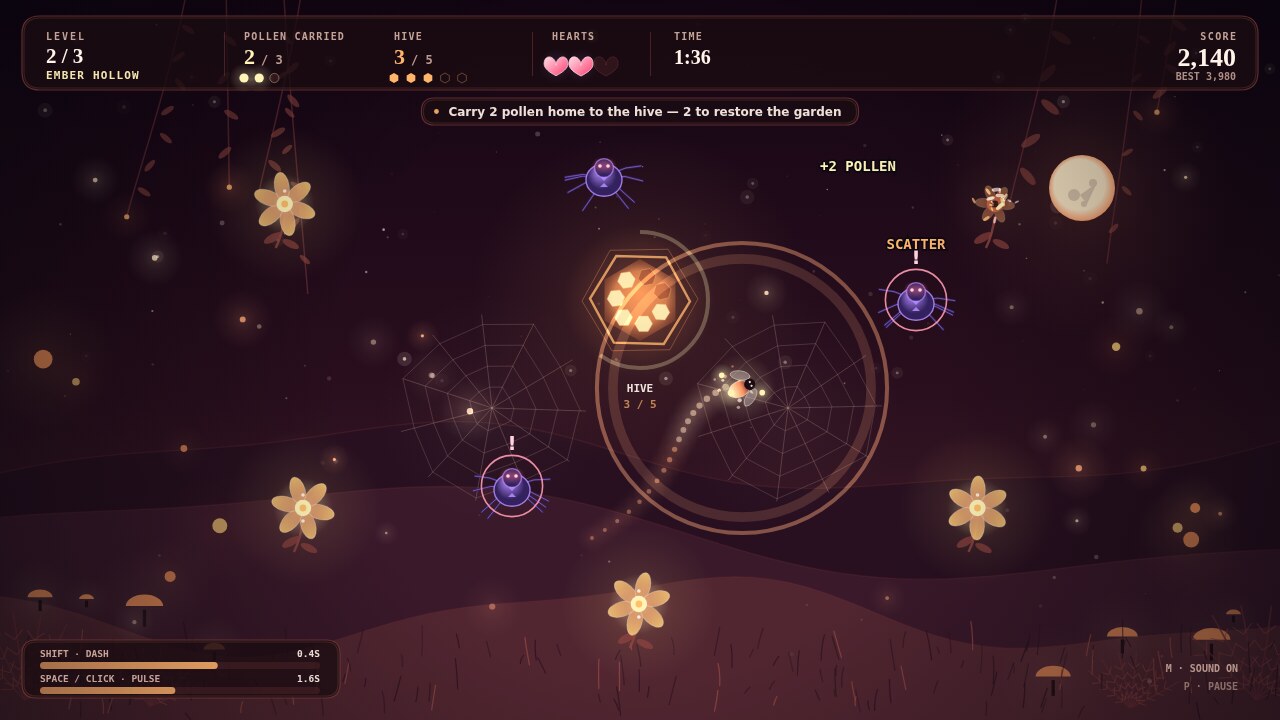 LEVEL
2 / 3
EMBER HOLLOW
POLLEN CARRIED
2 / 3
HIVE
3 / 5
HEARTS
TIME
1:36
SCORE
2,140
BEST 3,980
Carry 2 pollen home to the hive — 2 to restore the garden
+2 POLLEN
SCATTER
!
HIVE
3 / 5
!
SHIFT · DASH 0.4S
SPACE / CLICK · PULSE 1.6S
M · SOUND ON
P · PAUSE